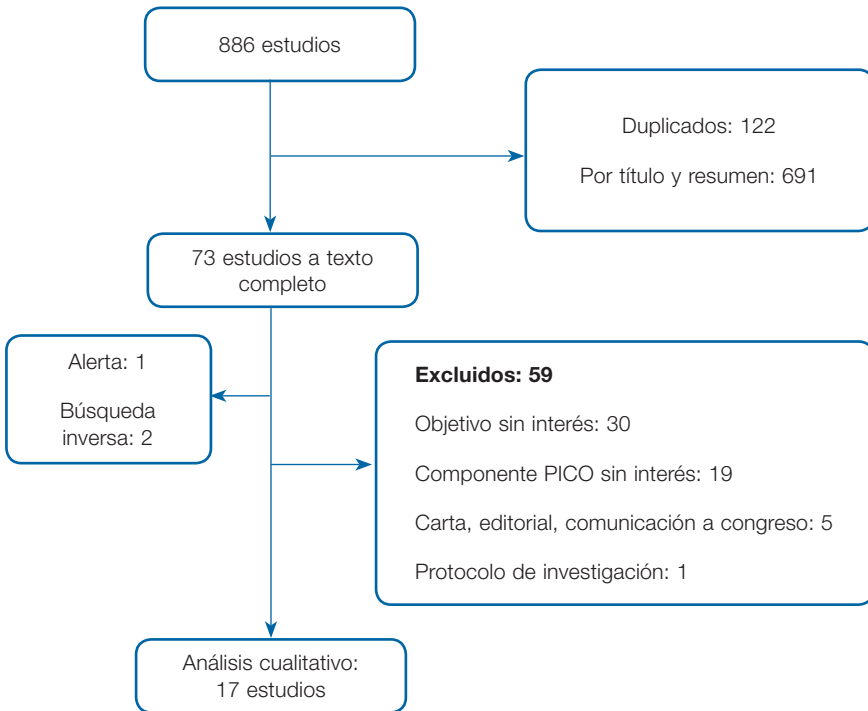 886 estudios
Duplicados: 122
Por título y resumen: 691
73 estudios a texto
completo
Alerta: 1
Búsqueda
inversa: 2
Excluidos: 59
Objetivo sin interés: 30
Componente PICO sin interés: 19
Carta, editorial, comunicación a congreso: 5
Protocolo de investigación: 1
Análisis cualitativo:
17 estudios